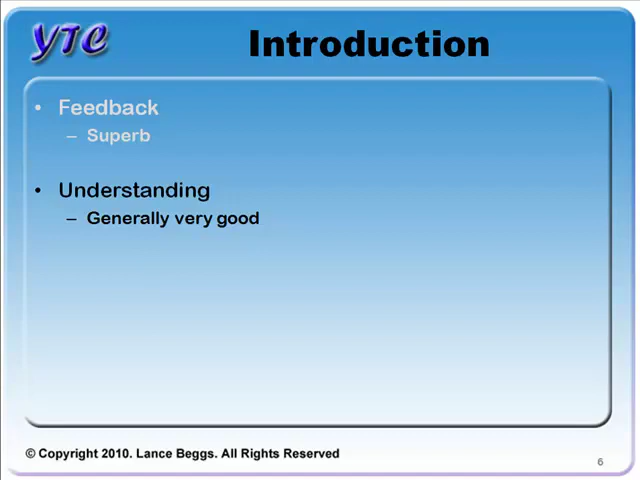 YTC
Introduction
• Feedback
– Superb
• Understanding
– Generally very good
© Copyright 2010. Lance Beggs. All Rights Reserved
6